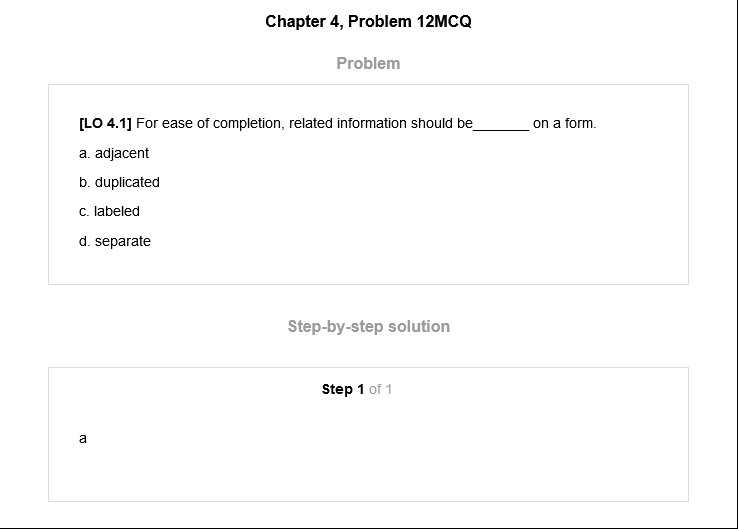 Chapter 4, Problem 12MCQ
Problem
[LO 4.1] For ease of completion, related information should be_______ on a form.
a. adjacent
b. duplicated
c. labeled
d. separate
Step-by-step solution
Step 1 of 1
a